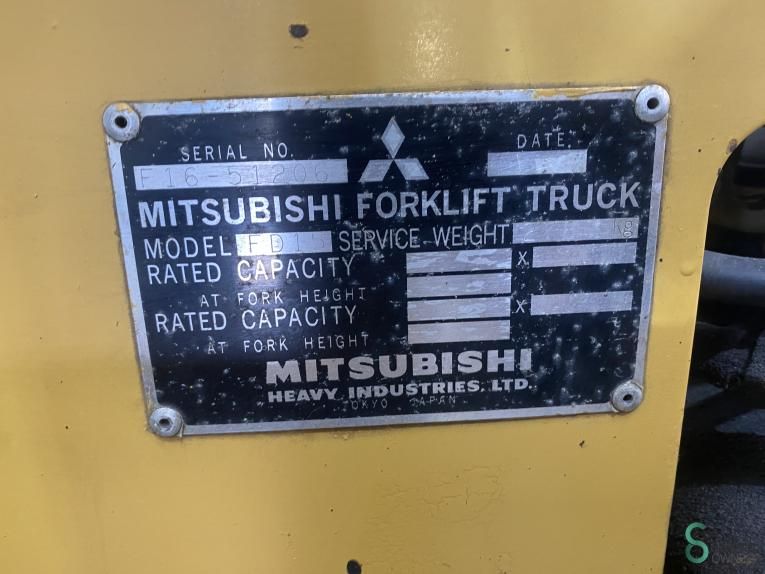 SERIAL NO.
DATE
F16-51206
MITSUBISHI FORKLIFT TRUCK
MODEL FD1 SERVICE WEIGHT
RATED CAPACITY X
AT FORK HEIGHT
RATED CAPACITY X
AT FORK HEIGHT
MITSUBISHI
HEAVY INDUSTRIES, LTD.
TOKYO JAPAN